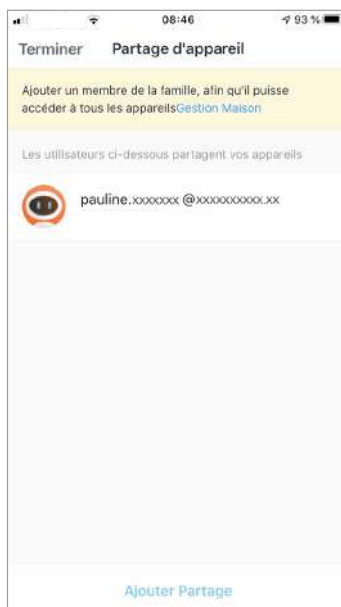 08:46 93 %
Terminer Partage d'appareil
Ajouter un membre de la famille, afin qu'il puisse
accéder à tous les appareilsGestion Maison
Les utilisateurs ci-dessous partagent vos appareils
pauline.xxxxxxx @xxxxxxxxxx.xx
Ajouter Partage